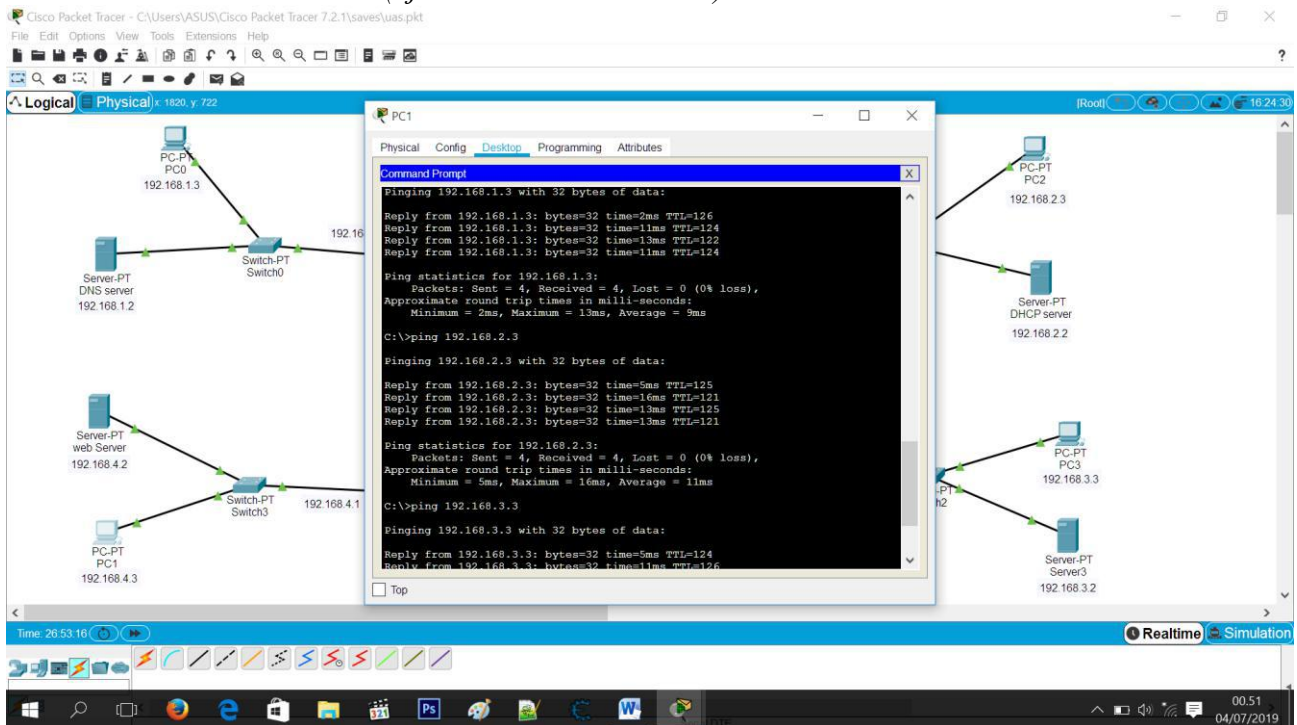 Cisco Packet Tracer - C:\Users\ASUS\Cisco Packet Tracer 7.2.1\saves\uas.pkt
File Edit Options View Tools Extensions Help
?
Logical Physical x: 1820, y: 722
[Root] 16:24:30
PC-PT
PC0
192.168.1.3
Server-PT
DNS server
192.168.1.2
Switch-PT
Switch0
192.16
Server-PT
web Server
192.168.4.2
Switch-PT
Switch3
192.168.4.1
PC-PT
PC1
192.168.4.3
PC1
Physical Config Desktop Programming Attributes
Command Prompt X
Pinging 192.168.1.3 with 32 bytes of data:
Reply from 192.168.1.3: bytes=32 time=2ms TTL=126
Reply from 192.168.1.3: bytes=32 time=11ms TTL=124
Reply from 192.168.1.3: bytes=32 time=13ms TTL=122
Reply from 192.168.1.3: bytes=32 time=11ms TTL=124
Ping statistics for 192.168.1.3:
Packets: Sent = 4, Received = 4, Lost = 0 (0% loss),
Approximate round trip times in milli-seconds:
Minimum = 2ms, Maximum = 13ms, Average = 9ms
C:\>ping 192.168.2.3
Pinging 192.168.2.3 with 32 bytes of data:
Reply from 192.168.2.3: bytes=32 time=5ms TTL=125
Reply from 192.168.2.3: bytes=32 time=16ms TTL=121
Reply from 192.168.2.3: bytes=32 time=13ms TTL=125
Reply from 192.168.2.3: bytes=32 time=13ms TTL=121
Ping statistics for 192.168.2.3:
Packets: Sent = 4, Received = 4, Lost = 0 (0% loss),
Approximate round trip times in milli-seconds:
Minimum = 5ms, Maximum = 16ms, Average = 11ms
C:\>ping 192.168.3.3
Pinging 192.168.3.3 with 32 bytes of data:
Reply from 192.168.3.3: bytes=32 time=5ms TTL=124
Reply from 192.168.3.3: bytes=32 time=11ms TTL=126
Top
PC-PT
PC2
192.168.2.3
Server-PT
DHCP server
192.168.2.2
PC-PT
PC3
192.168.3.3
-PT
h2
Server-PT
Server3
192.168.3.2
Time: 26:53:16
Realtime Simulation
321
Ps
W
00.51
04/07/2019